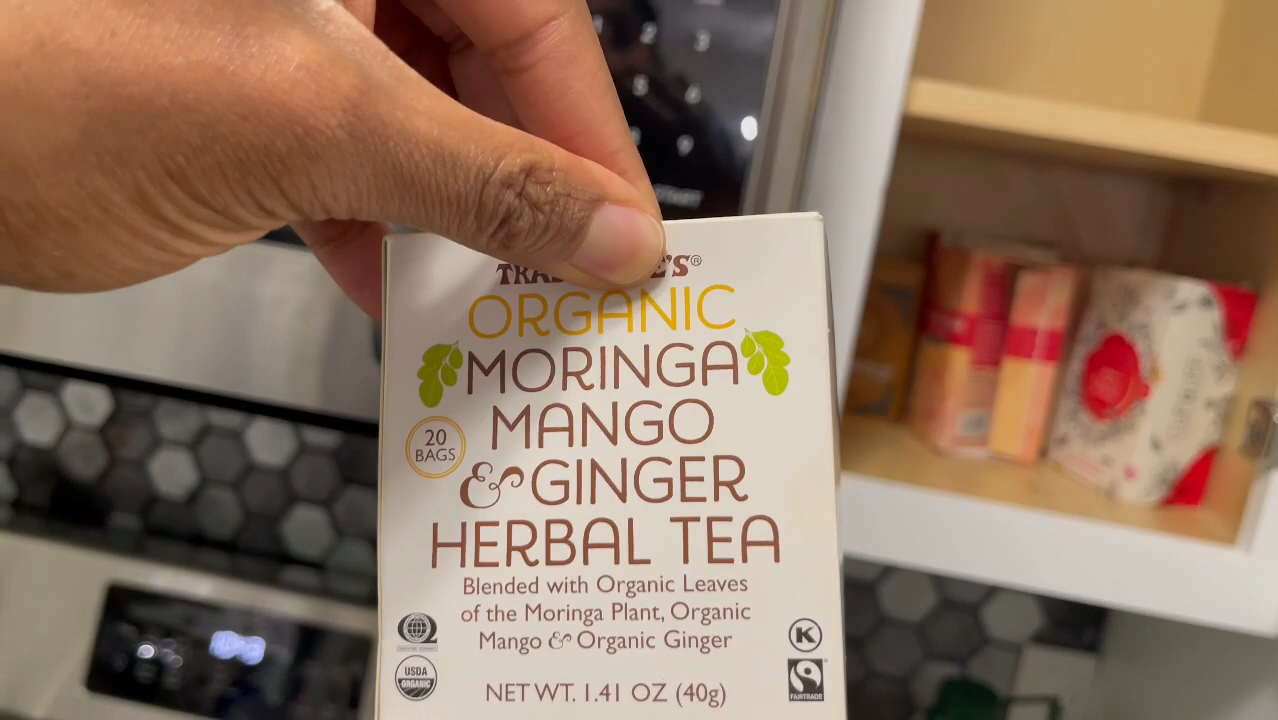 ORGANIC
MORINGA
MANGO
& GINGER
HERBAL TEA
20
BAGS
Blended with Organic Leaves
of the Moringa Plant, Organic
Mango & Organic Ginger
USDA
ORGANIC
K
FAIRTRADE
NET WT. 1.41 OZ (40g)